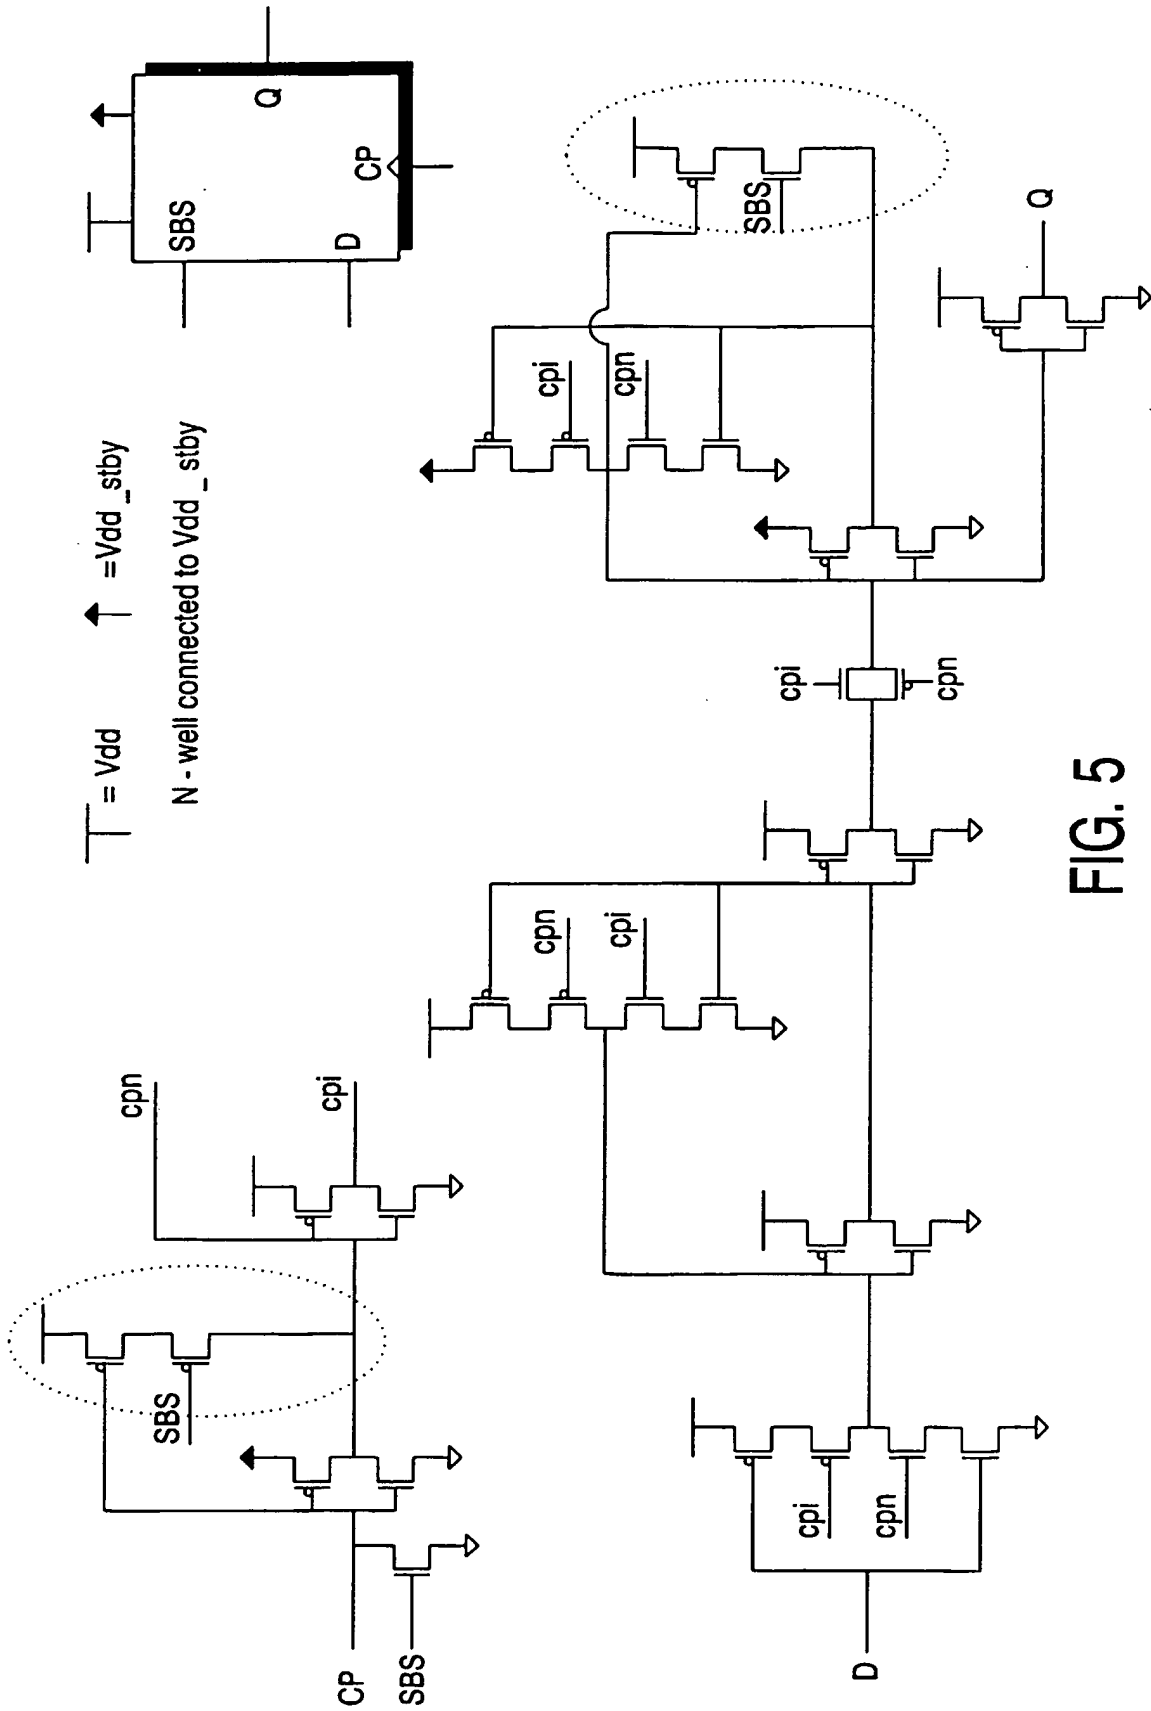 = Vdd
=Vdd_stby
N - well connected to Vdd_stby
SBS
D
CP
Q
CP
SBS
SBS
cpn
cpi
D
cpi
cpn
cpn
cpi
cpi
cpn
cpi
cpn
SBS
Q
FIG. 5